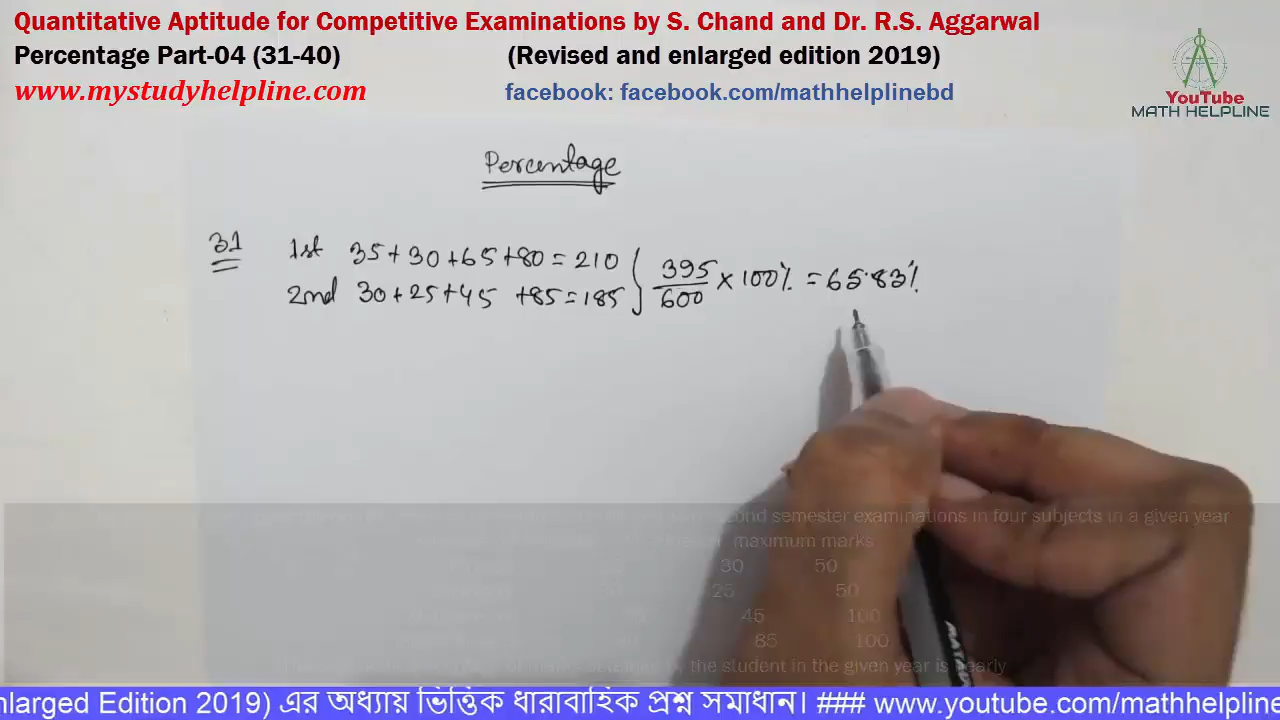 Quantitative Aptitude for Competitive Examinations by S. Chand and Dr. R.S. Aggarwal
Percentage Part-04 (31-40) (Revised and enlarged edition 2019)
www.mystudyhelpline.com facebook: facebook.com/mathhelplinebd
YouTube
MATH HELPLINE
Percentage
31 1st 35+30+65+80=210
2nd 30+25+45 +85=185
395/600 × 100% = 65.83%
second semester examinations in four subjects in a given year
maximum marks
30 50
25 50
45 100
85 100
the student in the given year is nearly
nlarged Edition 2019) এর অধ্যায় ভিত্তিক ধারাবাহিক প্রশ্ন সমাধান। ### www.youtube.com/mathhelpline